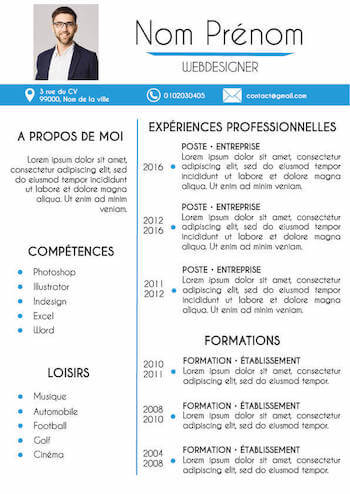 Nom Prénom
WEBDESIGNER
3 rue du CV
99000, Nom de la ville
0102030405
contact@gmail.com
A PROPOS DE MOI
Lorem ipsum dolor sit
amet, consectetur
adipiscing elit, sed do
eiusmod tempor
incididunt ut labore
et dolore magna
aliqua
Ut enim ad minim
veniam.
COMPÉTENCES
Photoshop
Illustrator
Indesign
Excel
Word
LOISIRS
Musique
Automobile
Football
Golf
Cinéma
EXPÉRIENCES PROFESSIONNELLES
POSTE • ENTREPRISE
2016
Lorem ipsum dolor sit amet, consectetur
adipiscing elit, sed do eiusmod tempor
incididunt ut labore et dolore magna aliqua.
Ut enim ad minim veniam.
POSTE • ENTREPRISE
2012
2016
Lorem ipsum dolor sit amet, consectetur
adipiscing elit, sed do eiusmod tempor
incididunt ut labore et dolore magna aliqua.
Ut enim ad minim veniam.
POSTE • ENTREPRISE
2011
2012
Lorem ipsum dolor sit amet, consectetur
adipiscing elit, sed do eiusmod tempor
incididunt ut labore et dolore magna aliqua.
Ut enim ad minim veniam.
FORMATIONS
2010
2011
FORMATION • ÉTABLISSEMENT
Lorem ipsum dolor sit amet, consectetur
adipiscing elit, sed do eiusmod tempor.
2008
2010
FORMATION • ÉTABLISSEMENT
Lorem ipsum dolor sit amet, consectetur
adipiscing elit, sed do eiusmod tempor.
2004
2008
FORMATION • ÉTABLISSEMENT
Lorem ipsum dolor sit amet, consectetur
adipiscing elit, sed do eiusmod tempor.